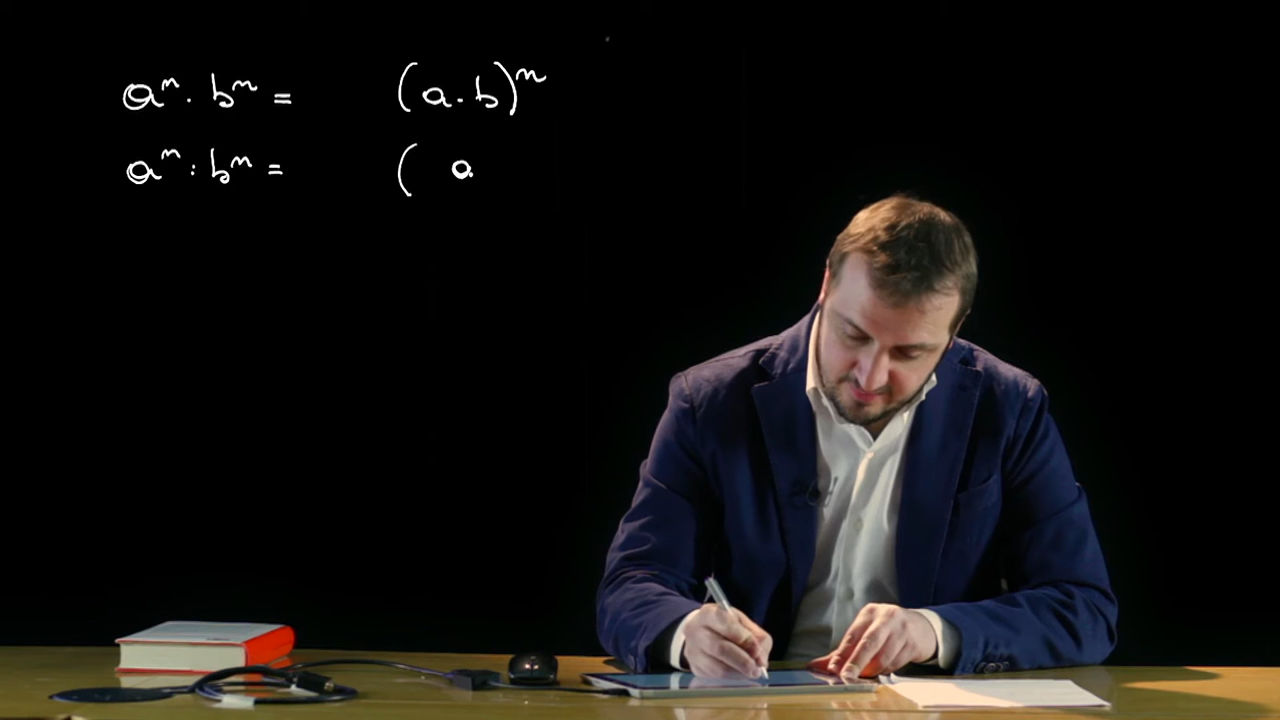 aⁿ · bⁿ = (a · b)ⁿ
aⁿ : bⁿ = ( a